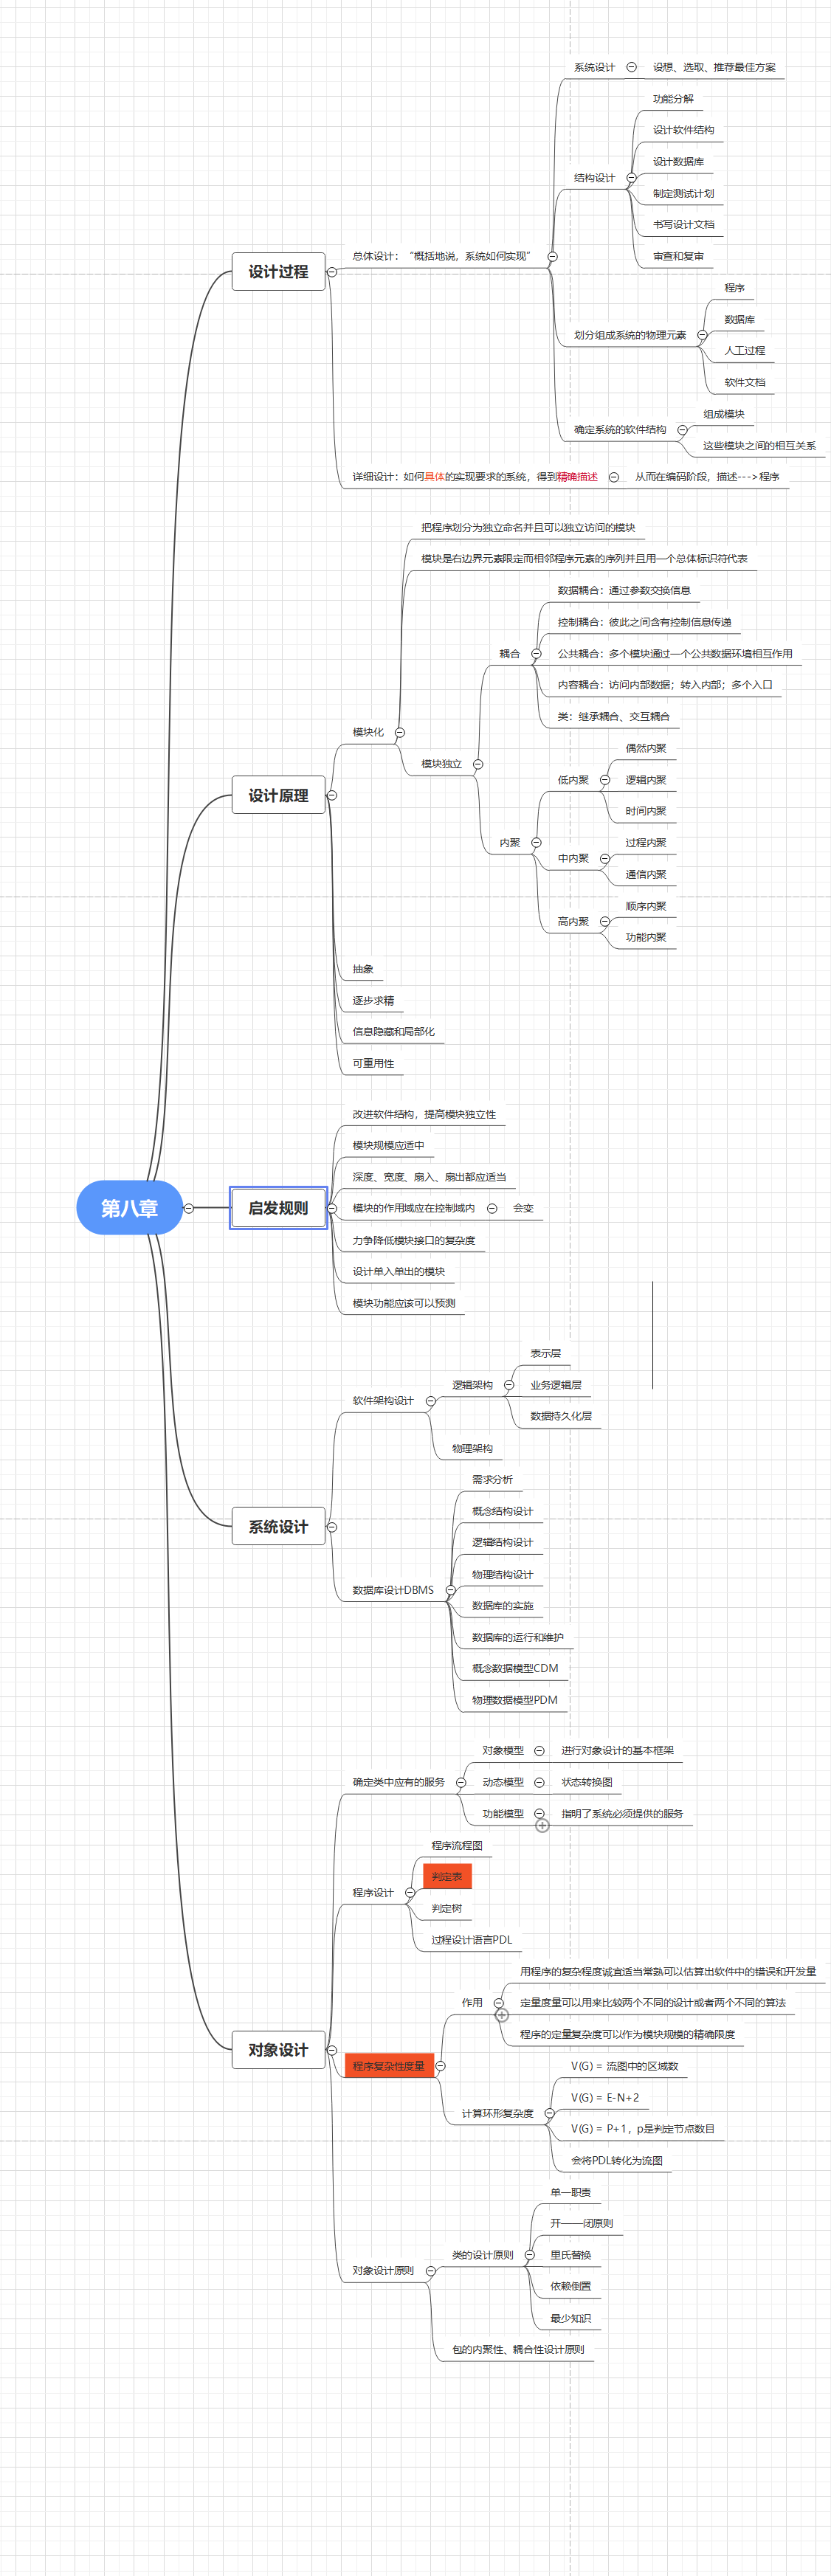 第八章
设计过程
总体设计：“概括地说，系统如何实现”
系统设计
设想、选取、推荐最佳方案
结构设计
功能分解
设计软件结构
设计数据库
制定测试计划
书写设计文档
审查和复审
划分组成系统的物理元素
程序
数据库
人工过程
软件文档
确定系统的软件结构
组成模块
这些模块之间的相互关系
详细设计：如何具体的实现要求的系统，得到精确描述
从而在编码阶段，描述--->程序
设计原理
模块化
把程序划分为独立命名并且可以独立访问的模块
模块是右边界元素限定而相邻程序元素的序列并且用一个总体标识符代表
模块独立
耦合
数据耦合：通过参数交换信息
控制耦合：彼此之间含有控制信息传递
公共耦合：多个模块通过一个公共数据环境相互作用
内容耦合：访问内部数据；转入内部；多个入口
类：继承耦合、交互耦合
内聚
低内聚
偶然内聚
逻辑内聚
时间内聚
中内聚
过程内聚
通信内聚
高内聚
顺序内聚
功能内聚
抽象
逐步求精
信息隐藏和局部化
可重用性
启发规则
改进软件结构，提高模块独立性
模块规模应适中
深度、宽度、扇入、扇出都应适当
模块的作用域应在控制域内
会变
力争降低模块接口的复杂度
设计单入单出的模块
模块功能应该可以预测
系统设计
软件架构设计
逻辑架构
表示层
业务逻辑层
数据持久化层
物理架构
数据库设计DBMS
需求分析
概念结构设计
逻辑结构设计
物理结构设计
数据库的实施
数据库的运行和维护
概念数据模型CDM
物理数据模型PDM
对象设计
确定类中应有的服务
对象模型
进行对象设计的基本框架
动态模型
状态转换图
功能模型
指明了系统必须提供的服务
程序设计
程序流程图
判定表
判定树
过程设计语言PDL
程序复杂性度量
作用
用程序的复杂程度诚宜适当常熟可以估算出软件中的错误和开发量
定量度量可以用来比较两个不同的设计或者两个不同的算法
程序的定量复杂度可以作为模块规模的精确限度
计算环形复杂度
V(G) = 流图中的区域数
V(G) = E-N+2
V(G) = P+1，p是判定节点数目
会将PDL转化为流图
对象设计原则
类的设计原则
单一职责
开——闭原则
里氏替换
依赖倒置
最少知识
包的内聚性、耦合性设计原则